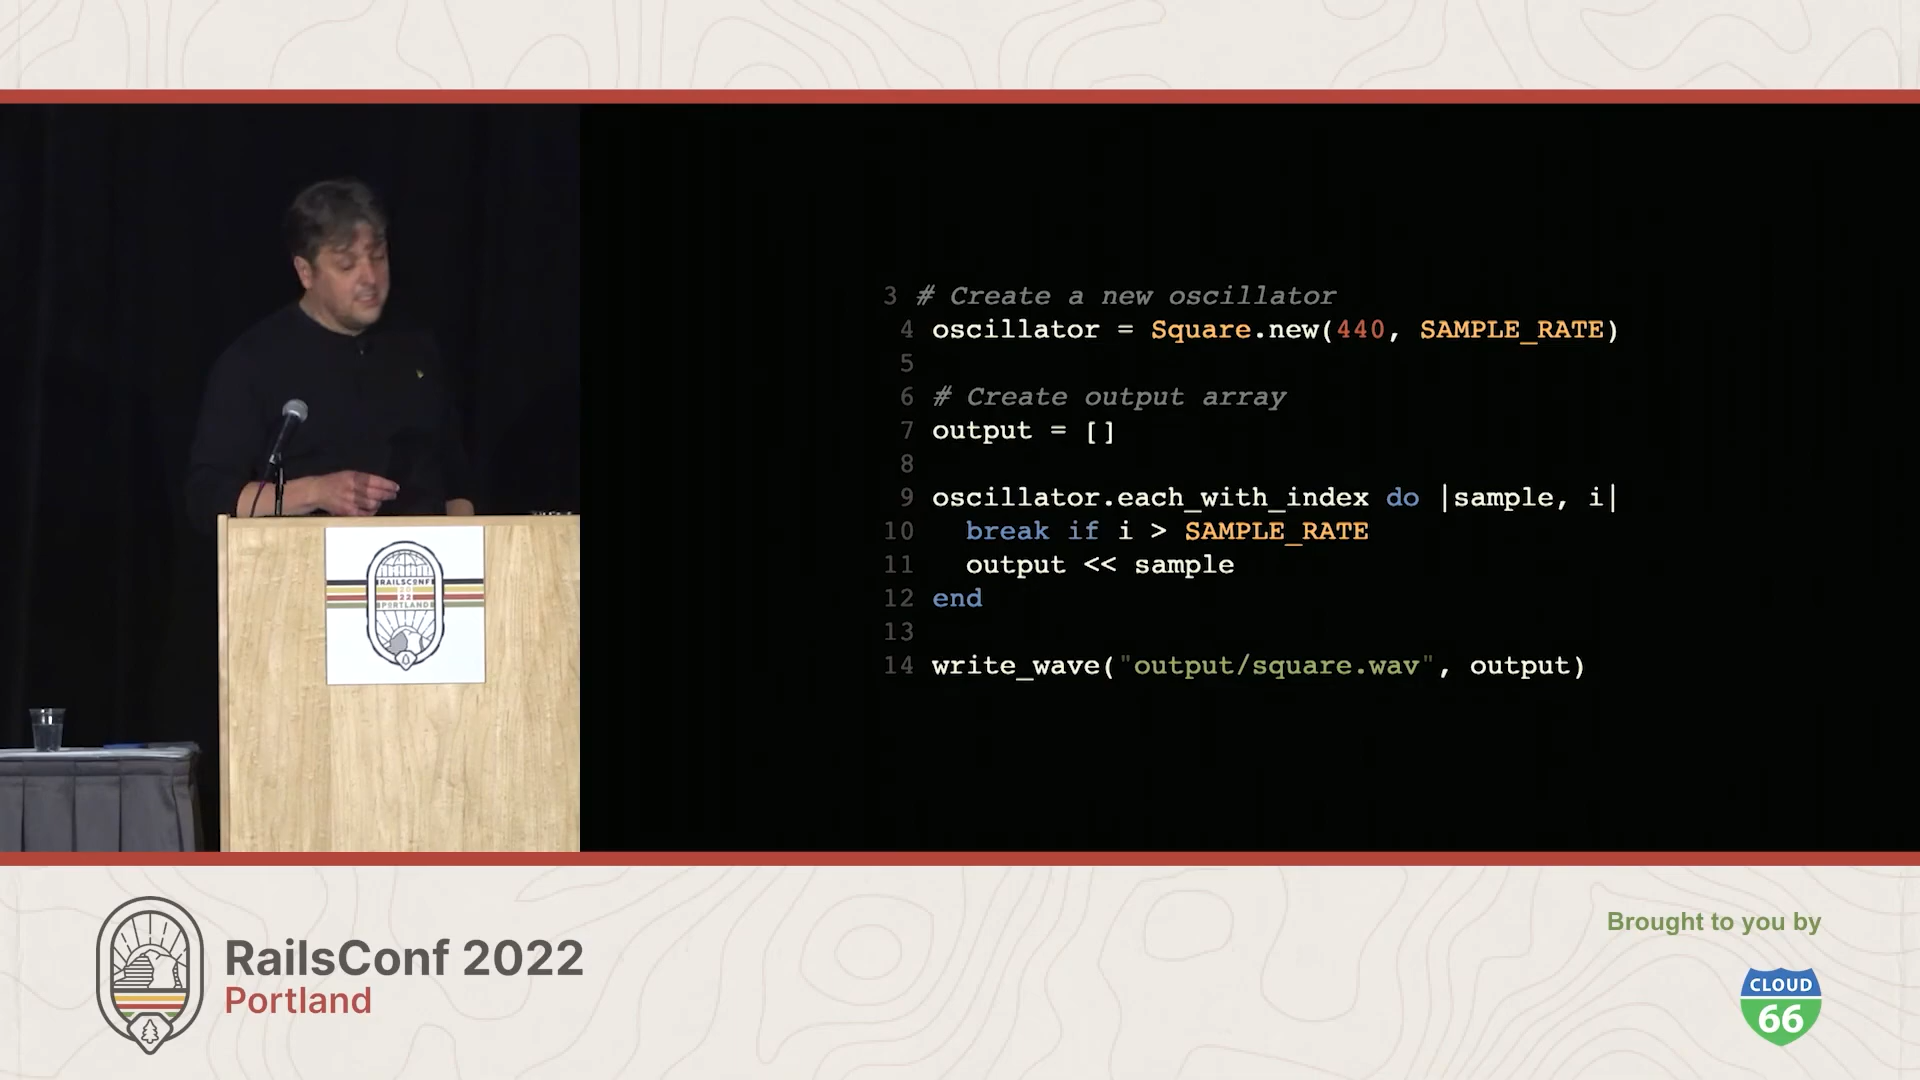 3 # Create a new oscillator
4 oscillator = Square.new(440, SAMPLE_RATE)
5
6 # Create output array
7 output = []
8
9 oscillator.each_with_index do |sample, i|
10 break if i > SAMPLE_RATE
11 output << sample
12 end
13
14 write_wave("output/square.wav", output)
RAILSCONF
20
22
PORTLAND
RailsConf 2022
Portland
Brought to you by
CLOUD
66